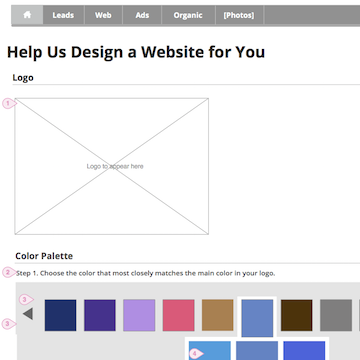 Leads Web Ads Organic [Photos]
Help Us Design a Website for You
Logo
1
Logo to appear here
Color Palette
2 Step 1. Choose the color that most closely matches the main color in your logo.
3
3
4